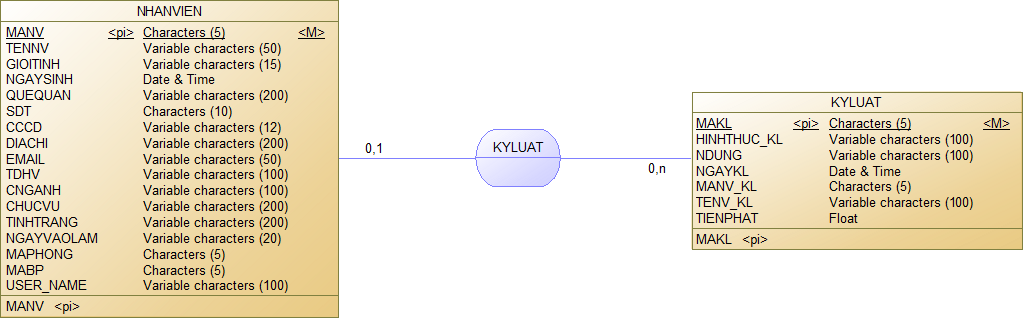 NHANVIEN
MANV <pi> Characters (5) <M>
TENNV Variable characters (50)
GIOITINH Variable characters (15)
NGAYSINH Date & Time
QUEQUAN Variable characters (200)
SDT Characters (10)
CCCD Variable characters (12)
DIACHI Variable characters (200)
EMAIL Variable characters (50)
TDHV Variable characters (100)
CNGANH Variable characters (100)
CHUCVU Variable characters (200)
TINHTRANG Variable characters (200)
NGAYVAOLAM Variable characters (20)
MAPHONG Characters (5)
MABP Characters (5)
USER_NAME Variable characters (100)
MANV <pi>
0,1
KYLUAT
0,n
KYLUAT
MAKL <pi> Characters (5) <M>
HINHTHUC_KL Variable characters (100)
NDUNG Variable characters (100)
NGAYKL Date & Time
MANV_KL Characters (5)
TENV_KL Variable characters (100)
TIENPHAT Float
MAKL <pi>